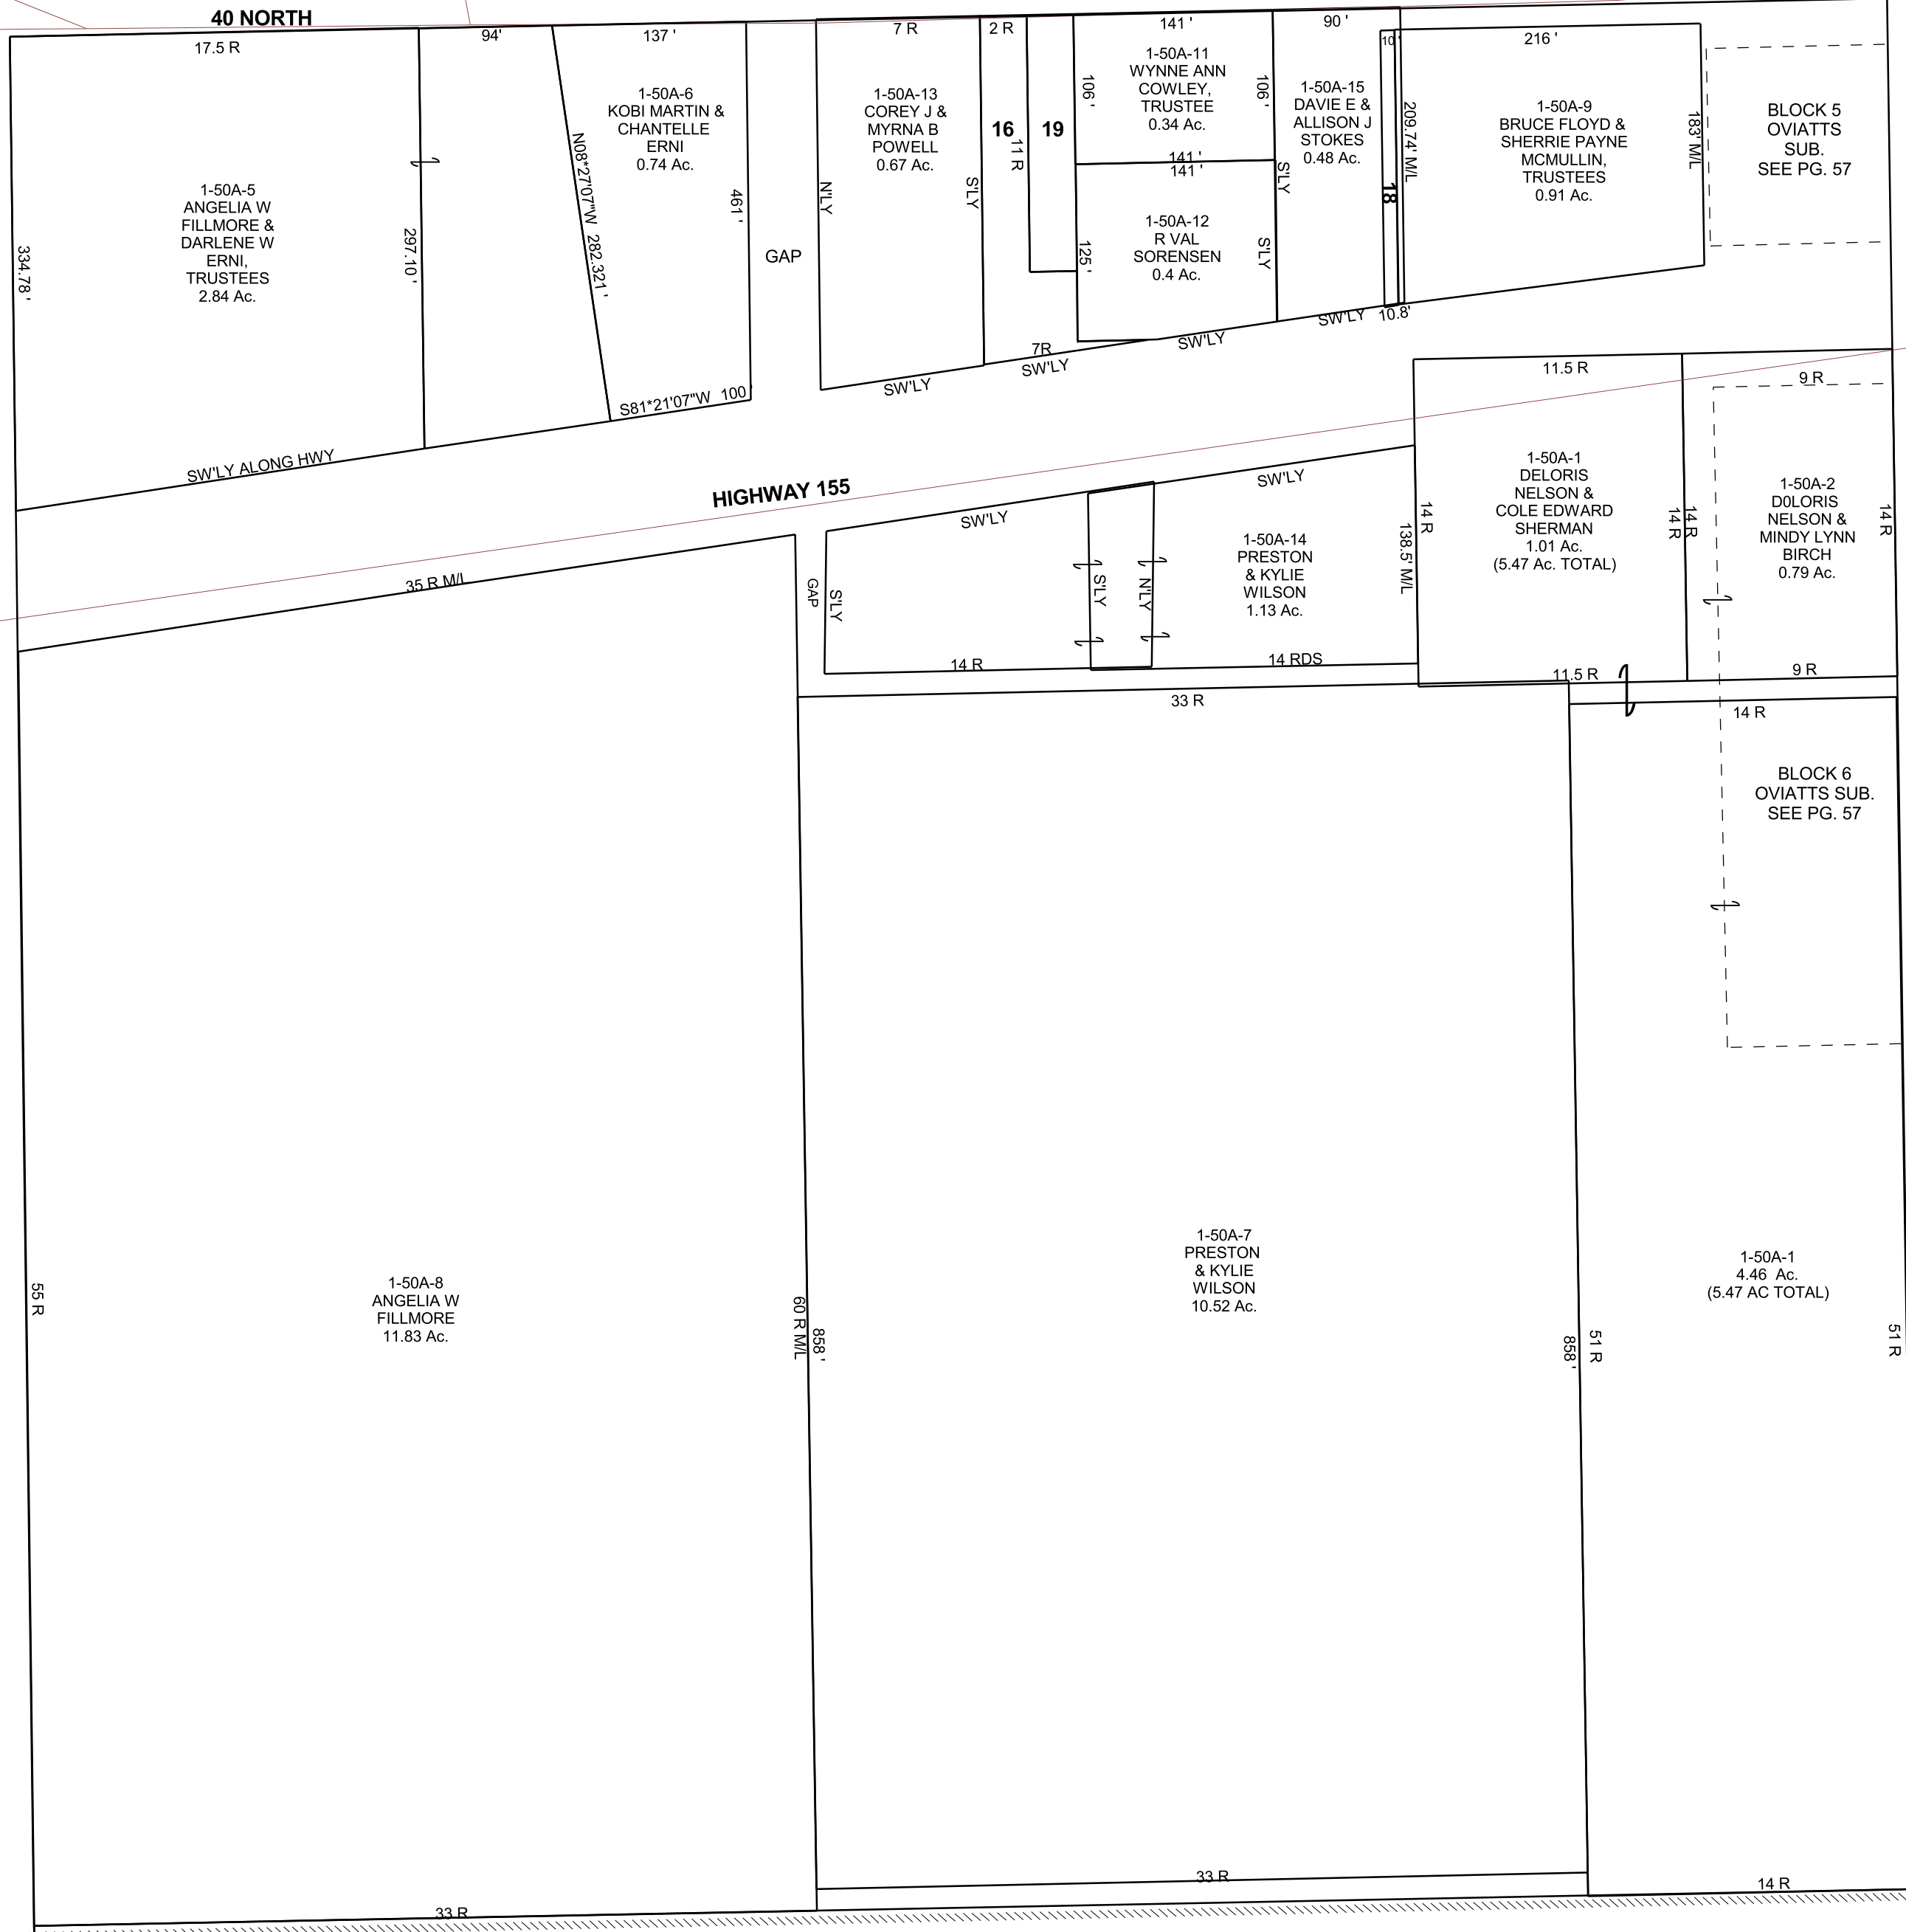 40 NORTH
17.5 R
94'
137 '
7 R
2 R
141 '
90 '
10 '
216 '
1-50A-5
ANGELIA W
FILLMORE &
DARLENE W
ERNI,
TRUSTEES
2.84 Ac.
334.78 '
297.10 '
N08*27'07"W 282.321 '
1-50A-6
KOBI MARTIN &
CHANTELLE
ERNI
0.74 Ac.
461 '
S81*21'07"W 100 '
GAP
N'LY
1-50A-13
COREY J &
MYRNA B
POWELL
0.67 Ac.
S'LY
16
11 R
19
1-50A-11
WYNNE ANN
COWLEY,
TRUSTEE
0.34 Ac.
106 '
106 '
141 '
141 '
1-50A-12
R VAL
SORENSEN
0.4 Ac.
125 '
S'LY
S'LY
1-50A-15
DAVIE E &
ALLISON J
STOKES
0.48 Ac.
18
209.74' M/L
1-50A-9
BRUCE FLOYD &
SHERRIE PAYNE
MCMULLIN,
TRUSTEES
0.91 Ac.
183' M/L
BLOCK 5
OVIATTS
SUB.
SEE PG. 57
SW'LY ALONG HWY
SW'LY
7R
SW'LY
SW'LY
SW'LY
10.8'
HIGHWAY 155
35 R M/L
GAP
S'LY
SW'LY
14 R
S'LY
N'LY
SW'LY
1-50A-14
PRESTON
& KYLIE
WILSON
1.13 Ac.
14 RDS
138.5' M/L
14 R
11.5 R
1-50A-1
DELORIS
NELSON &
COLE EDWARD
SHERMAN
1.01 Ac.
(5.47 Ac. TOTAL)
14 R
14 R
11.5 R
9 R
1-50A-2
D0LORIS
NELSON &
MINDY LYNN
BIRCH
0.79 Ac.
14 R
9 R
33 R
14 R
BLOCK 6
OVIATTS SUB.
SEE PG. 57
55 R
1-50A-8
ANGELIA W
FILLMORE
11.83 Ac.
60 R M/L
858 '
1-50A-7
PRESTON
& KYLIE
WILSON
10.52 Ac.
858 '
51 R
1-50A-1
4.46 Ac.
(5.47 AC TOTAL)
51 R
33 R
33 R
14 R